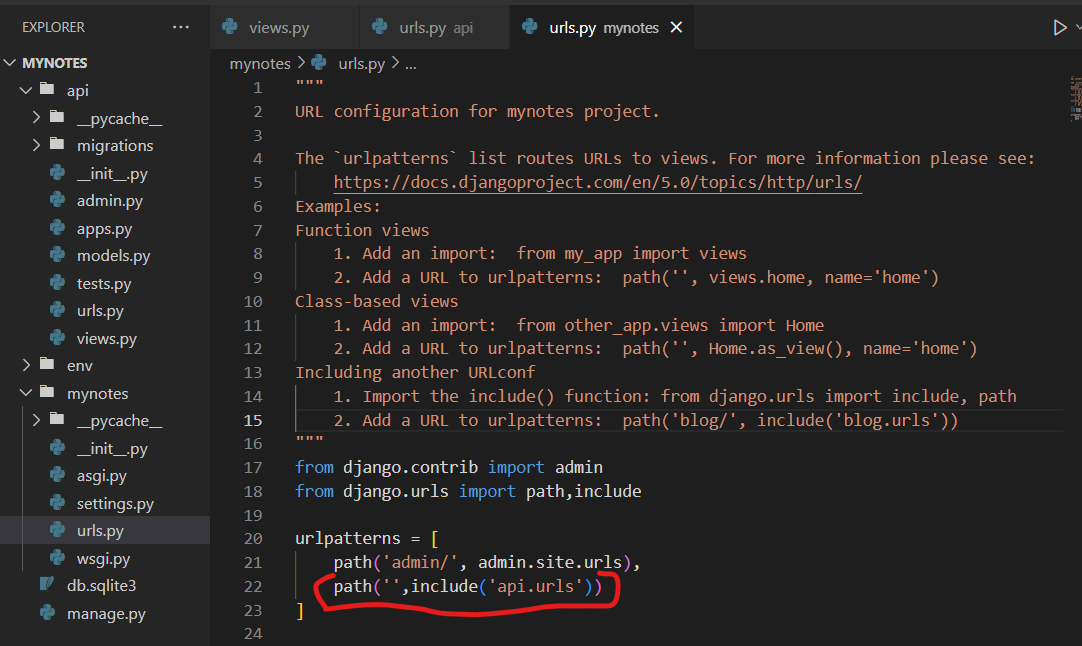 EXPLORER
MYNOTES
api
__pycache__
migrations
__init__.py
admin.py
apps.py
models.py
tests.py
urls.py
views.py
env
mynotes
__pycache__
__init__.py
asgi.py
settings.py
urls.py
wsgi.py
db.sqlite3
manage.py
views.py
urls.py api
urls.py mynotes
mynotes > urls.py > ...
1 """
2 URL configuration for mynotes project.
3
4 The `urlpatterns` list routes URLs to views. For more information please see:
5     https://docs.djangoproject.com/en/5.0/topics/http/urls/
6 Examples:
7 Function views
8     1. Add an import:  from my_app import views
9     2. Add a URL to urlpatterns:  path('', views.home, name='home')
10 Class-based views
11     1. Add an import:  from other_app.views import Home
12     2. Add a URL to urlpatterns:  path('', Home.as_view(), name='home')
13 Including another URLconf
14     1. Import the include() function: from django.urls import include, path
15     2. Add a URL to urlpatterns:  path('blog/', include('blog.urls'))
16 """
17 from django.contrib import admin
18 from django.urls import path,include
19
20 urlpatterns = [
21     path('admin/', admin.site.urls),
22     path('',include('api.urls'))
23 ]
24